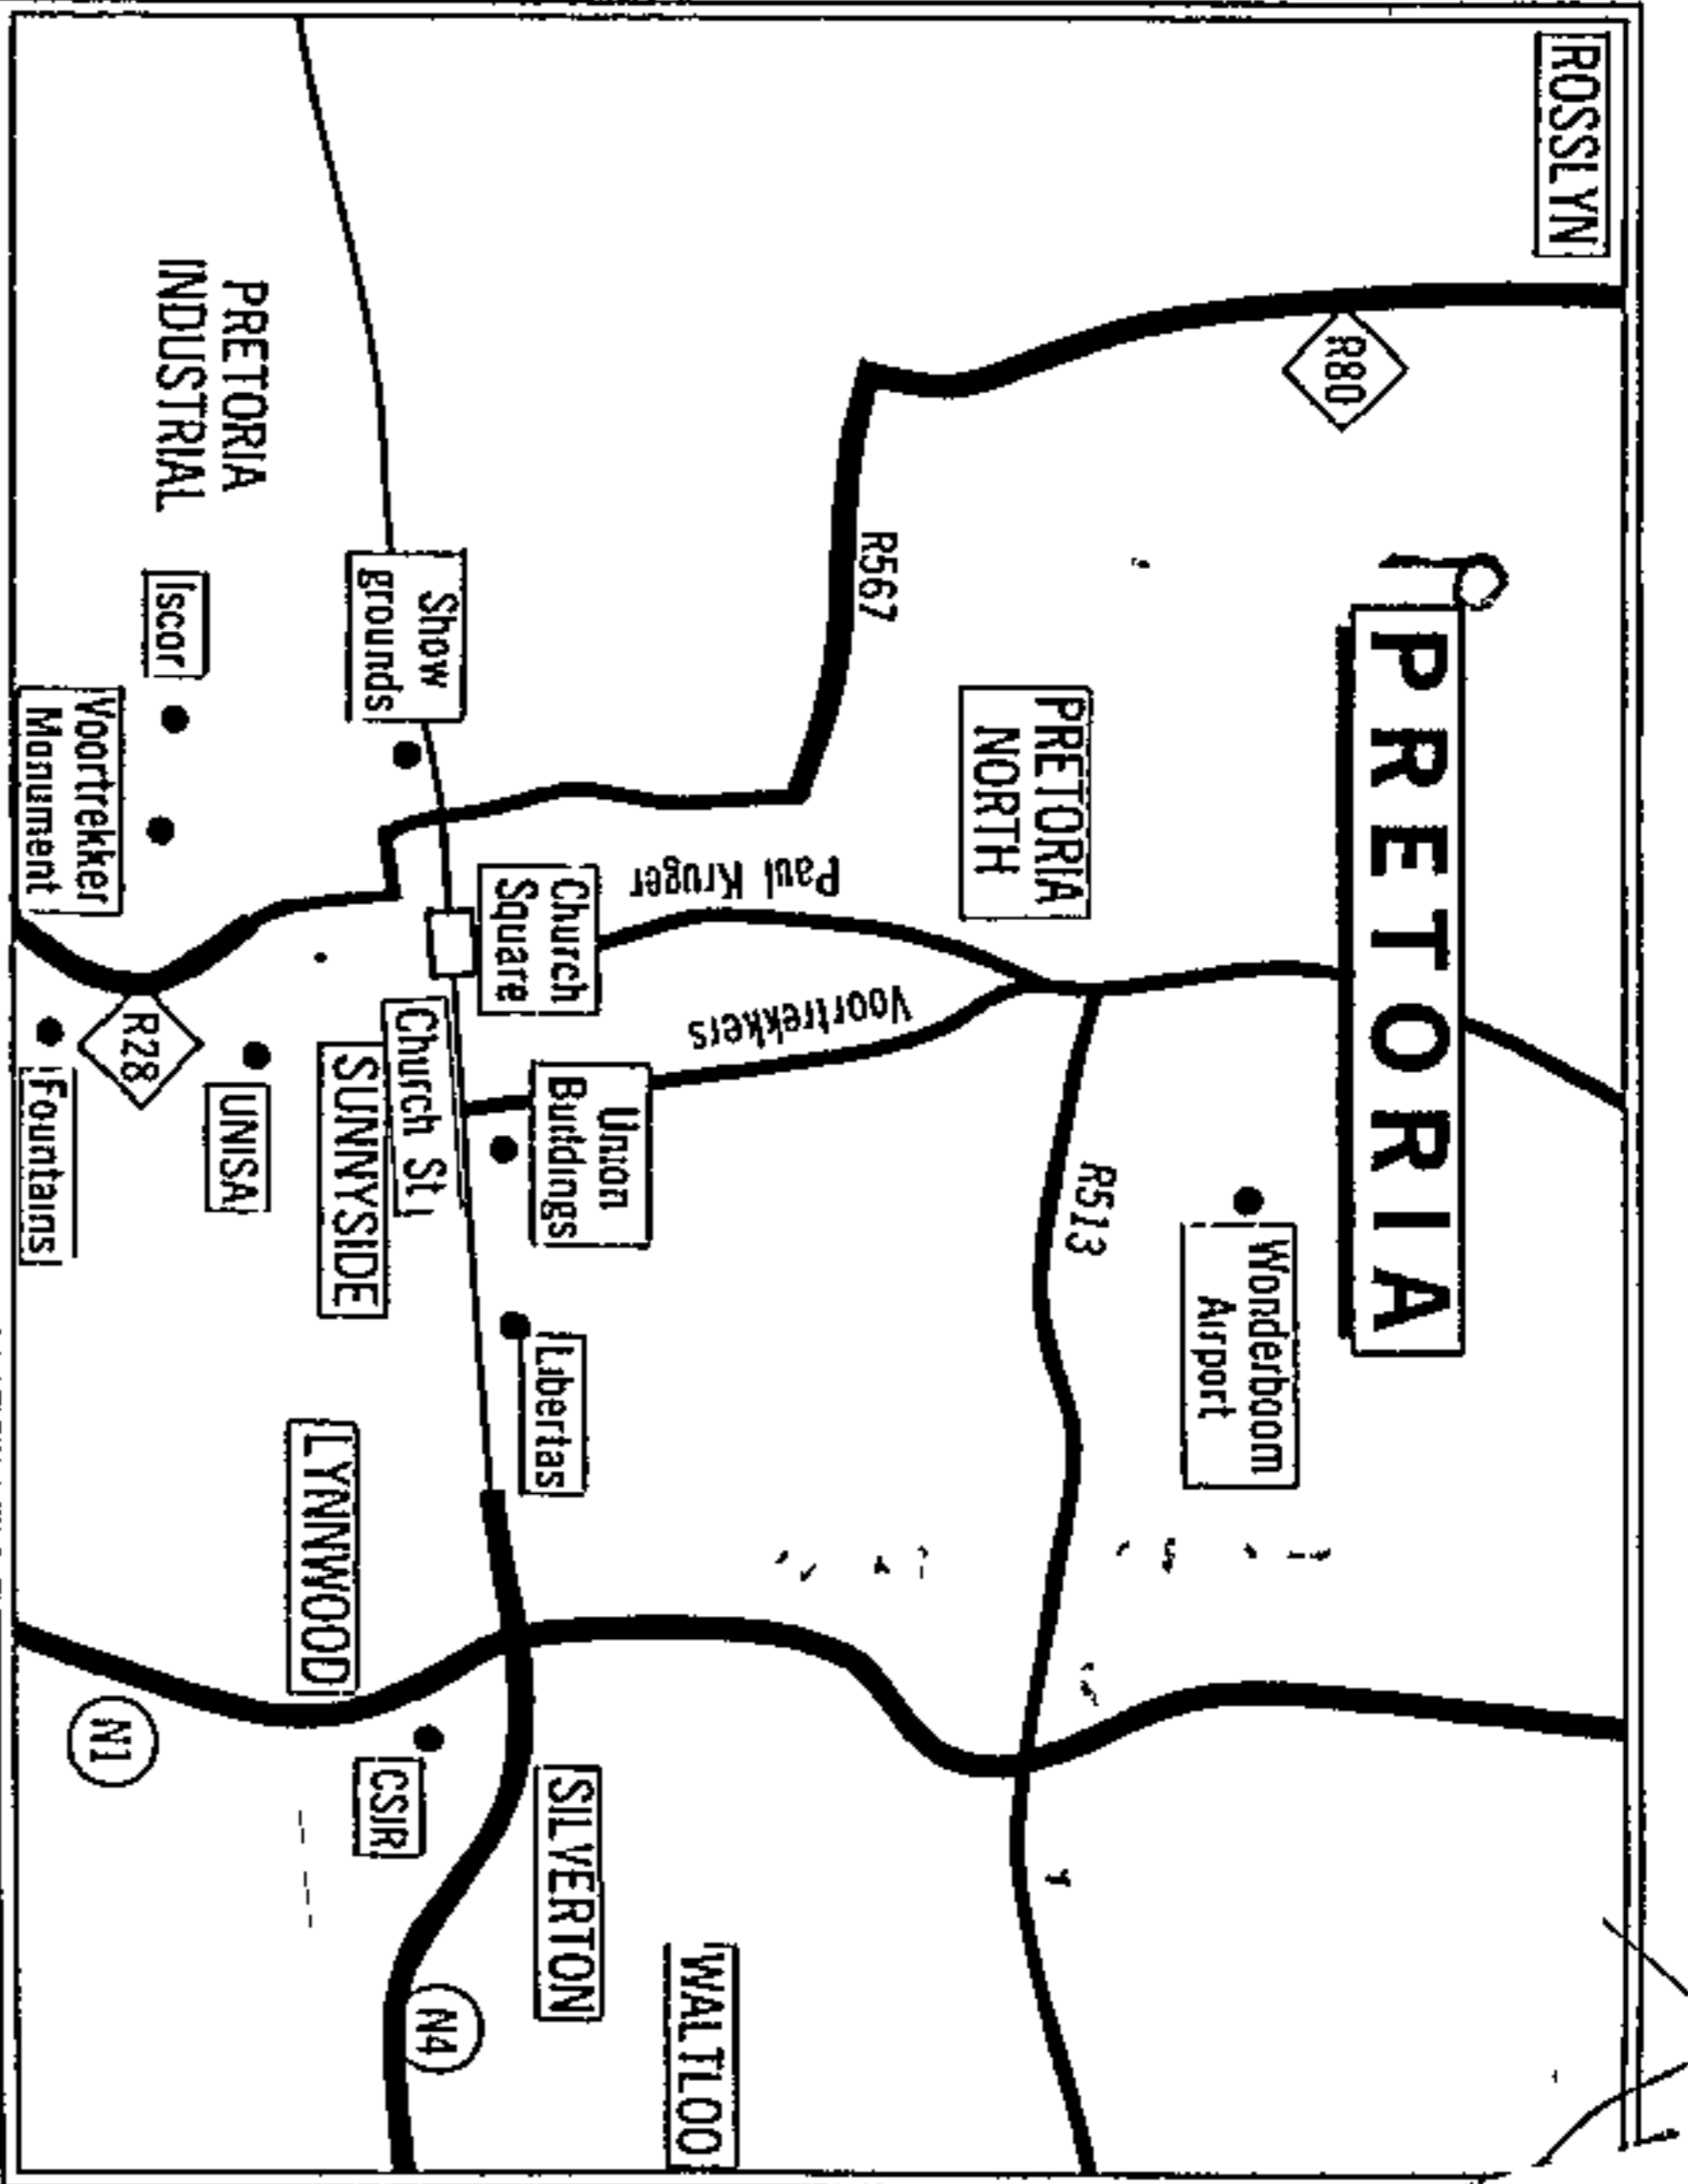 ROSSLYN
R80
PRETORIA
Wonderboom
Airport
PRETORIA
NORTH
R513
R567
Paul Kruger
Voortrekkers
WALTLOO
Union
Buildings
Church
Square
Libertas
SILVERTON
Show
grounds
Church St
N4
SUNNYSIDE
LYNNWOOD
CSIR
PRETORIA
INDUSTRIAL
Iscor
UNISA
R28
N1
Voortrekker
Monument
Fountains